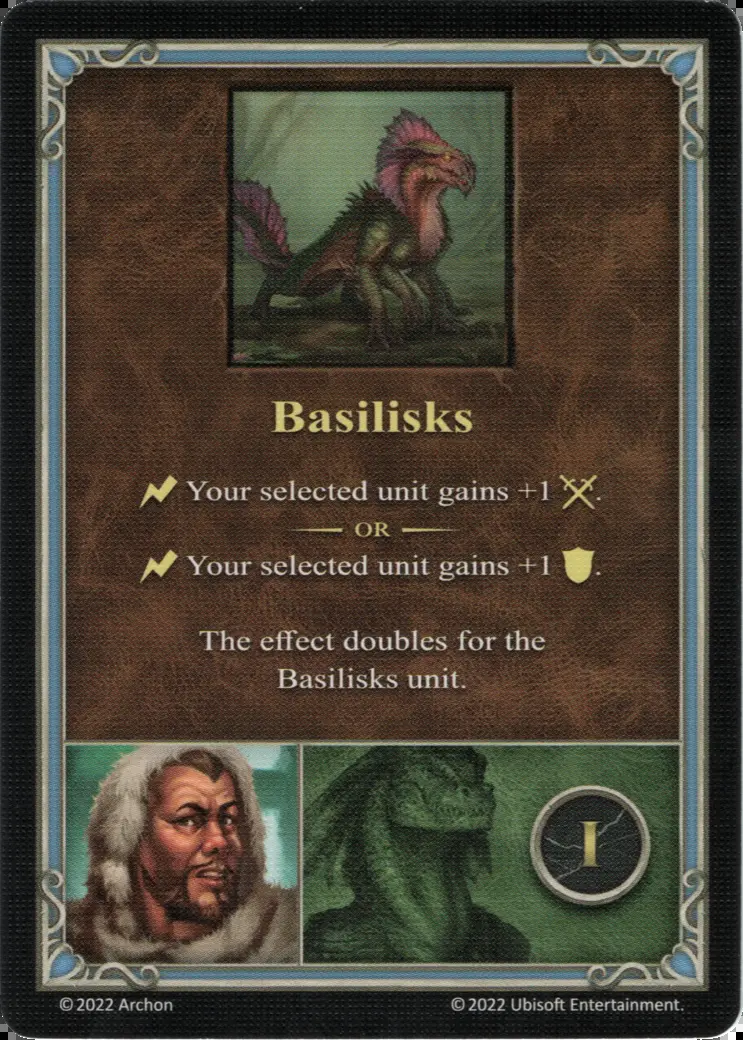 Basilisks
Your selected unit gains +1 .
OR
Your selected unit gains +1 .
The effect doubles for the
Basilisks unit.
I
© 2022 Archon
© 2022 Ubisoft Entertainment.